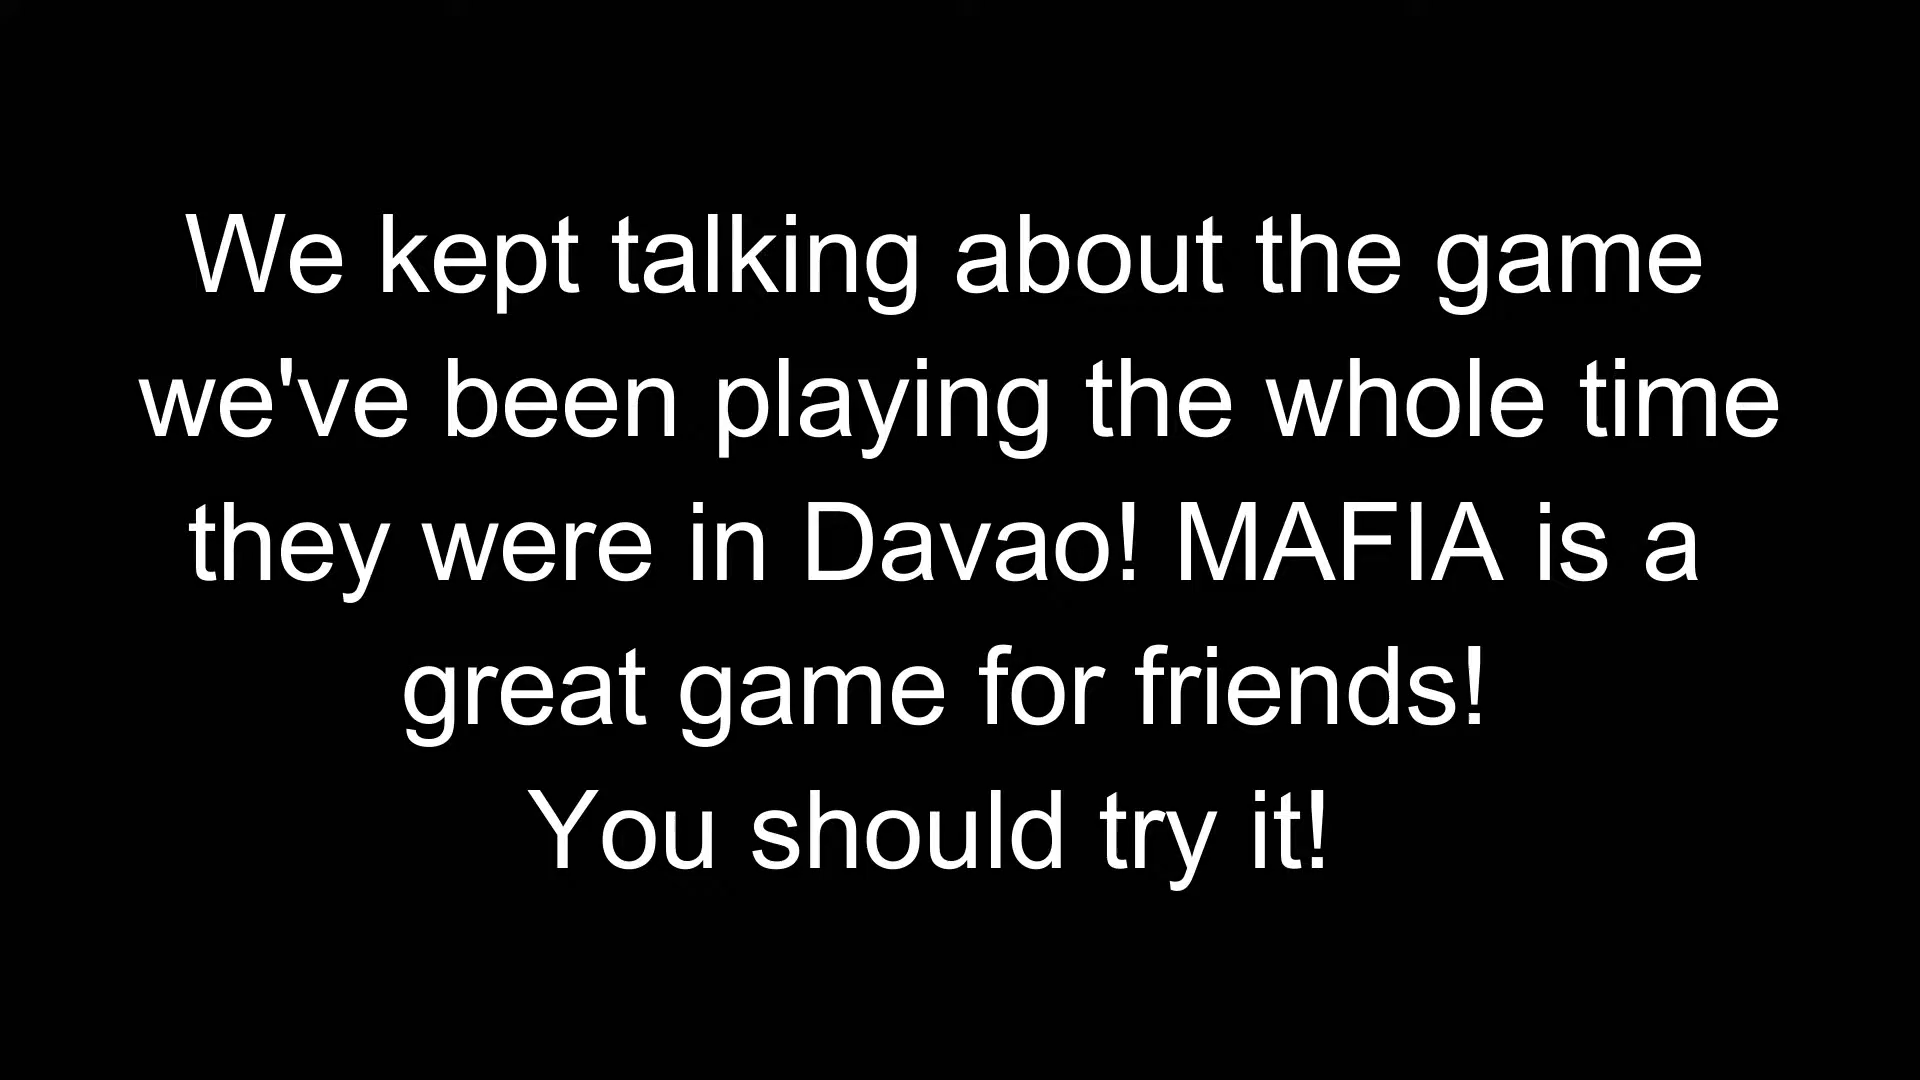 We kept talking about the game
we've been playing the whole time
they were in Davao! MAFIA is a
great game for friends!
You should try it!